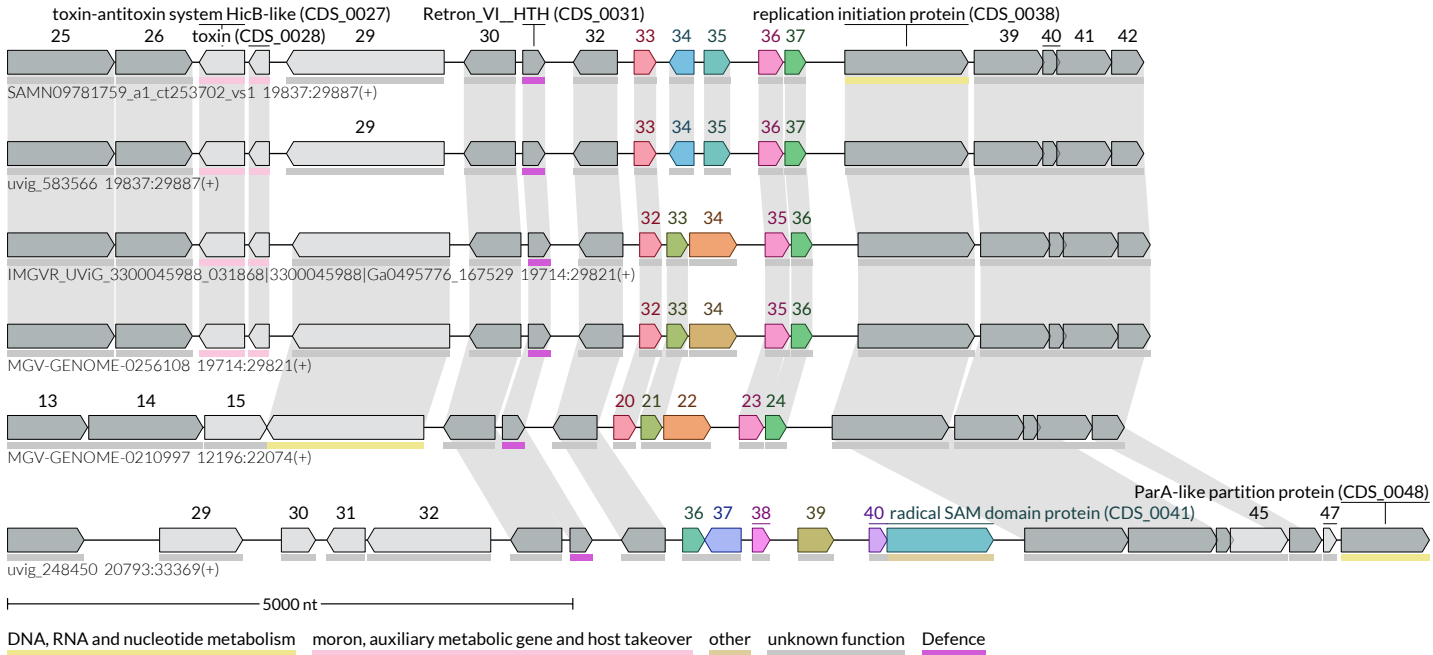 toxin-antitoxin system HicB-like (CDS_0027) Retron_VI__HTH (CDS_0031) replication initiation protein (CDS_0038)
25 26 toxin (CDS_0028) 29 30 32 33 34 35 36 37 39 40 41 42
SAMN09781759_a1_ct253702_vs1 19837:29887(+)
29 33 34 35 36 37
uvig_583566 19837:29887(+)
32 33 34 35 36
IMGVR_UViG_3300045988_031868|3300045988|Ga0495776_167529 19714:29821(+)
32 33 34 35 36
MGV-GENOME-0256108 19714:29821(+)
13 14 15 20 21 22 23 24
MGV-GENOME-0210997 12196:22074(+)
ParA-like partition protein (CDS_0048)
29 30 31 32 36 37 38 39 40 radical SAM domain protein (CDS_0041) 45 47
uvig_248450 20793:33369(+)
5000 nt
DNA, RNA and nucleotide metabolism moron, auxiliary metabolic gene and host takeover other unknown function Defence